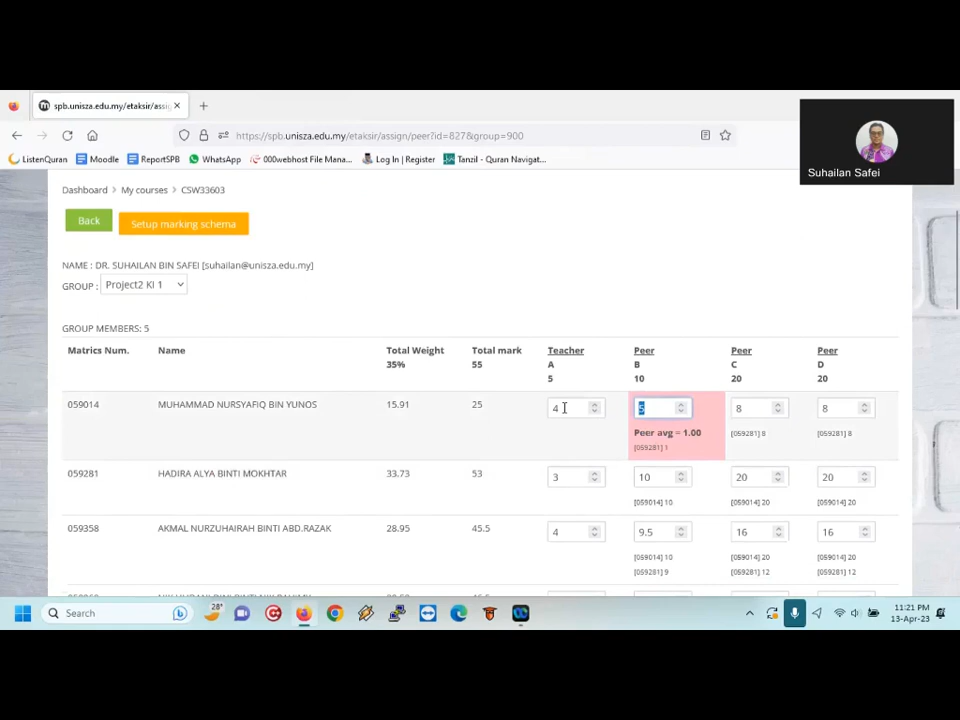 spb.unisza.edu.my/etaksir/assig
https://spb.unisza.edu.my/etaksir/assign/peer?id=827&group=900
ListenQuran Moodle ReportSPB WhatsApp 000webhost File Mana... Log In | Register Tanzil - Quran Navigat...
Suhailan Safei
Dashboard > My courses > CSW33603
Back Setup marking schema
NAME : DR. SUHAILAN BIN SAFEI [suhailan@unisza.edu.my]
GROUP : Project2 KI 1
GROUP MEMBERS: 5
Matrics Num. Name Total Weight Total mark Teacher Peer Peer Peer
35% 55 A B C D
5 10 20 20
059014 MUHAMMAD NURSYAFIQ BIN YUNOS 15.91 25 4 5 8 8
Peer avg = 1.00 [059281] 8 [059281] 8
[059281] 1
059281 HADIRA ALYA BINTI MOKHTAR 33.73 53 3 10 20 20
[059014] 10 [059014] 20 [059014] 20
059358 AKMAL NURZUHAIRAH BINTI ABD.RAZAK 28.95 45.5 4 9.5 16 16
[059014] 10 [059014] 20 [059014] 20
[059281] 9 [059281] 12 [059281] 12
28° Search 11:21 PM
13-Apr-23